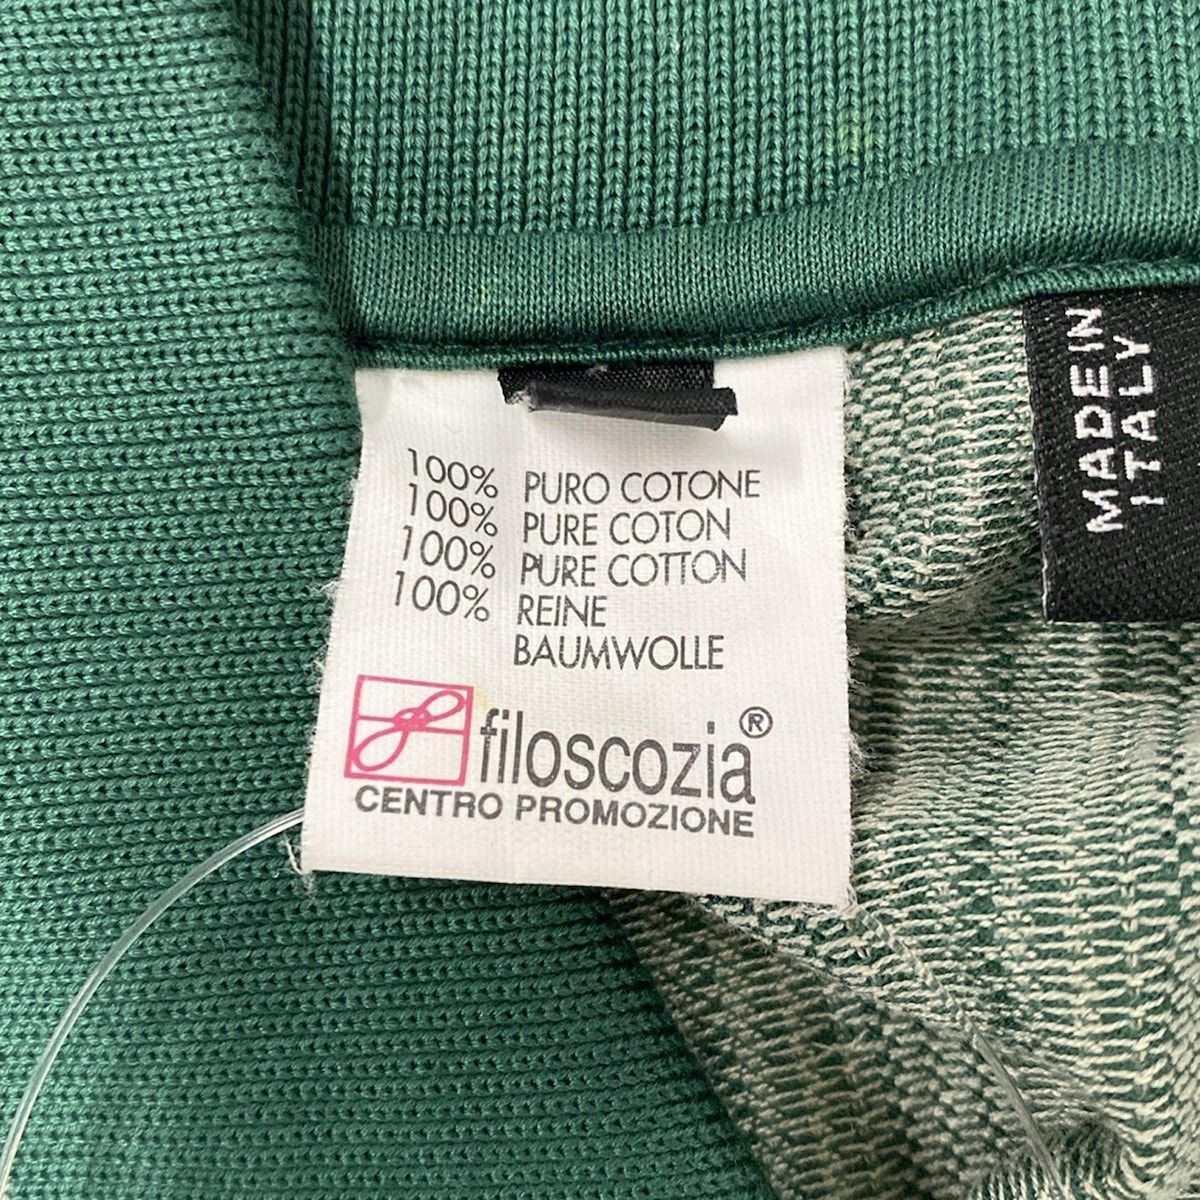 100% PURO COTONE
100% PURE COTON
100% PURE COTTON
100% REINE
BAUMWOLLE
filoscozia®
CENTRO PROMOZIONE
MADE IN
ITALY